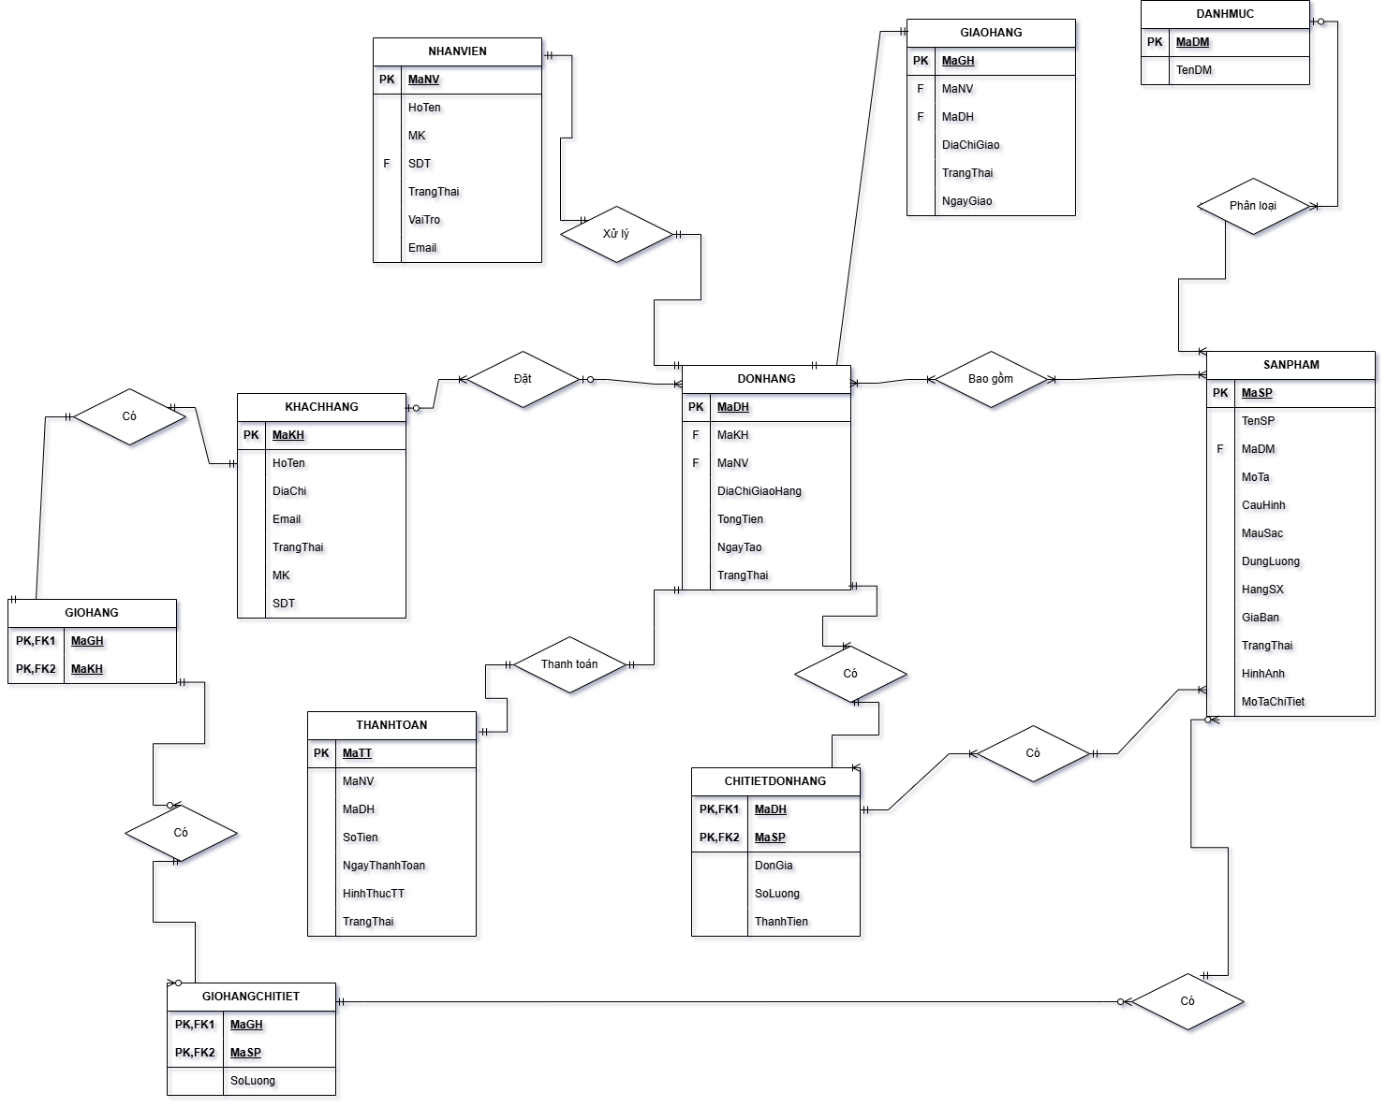 DANHMUC
PK MaDM
TenDM
GIAOHANG
PK MaGH
F MaNV
F MaDH
DiaChiGiao
TrangThai
NgayGiao
NHANVIEN
PK MaNV
HoTen
MK
F SDT
TrangThai
VaiTro
Email
Phân loại
Xử lý
Đặt
Bao gồm
Có
KHACHHANG
PK MaKH
HoTen
DiaChi
Email
TrangThai
MK
SDT
DONHANG
PK MaDH
F MaKH
F MaNV
DiaChiGiaoHang
TongTien
NgayTao
TrangThai
SANPHAM
PK MaSP
TenSP
F MaDM
MoTa
CauHinh
MauSac
DungLuong
HangSX
GiaBan
TrangThai
HinhAnh
MoTaChiTiet
GIOHANG
PK,FK1 MaGH
PK,FK2 MaKH
Thanh toán
Có
THANHTOAN
PK MaTT
MaNV
MaDH
SoTien
NgayThanhToan
HinhThucTT
TrangThai
Có
CHITIETDONHANG
PK,FK1 MaDH
PK,FK2 MaSP
DonGia
SoLuong
ThanhTien
Có
GIOHANGCHITIET
PK,FK1 MaGH
PK,FK2 MaSP
SoLuong
Có